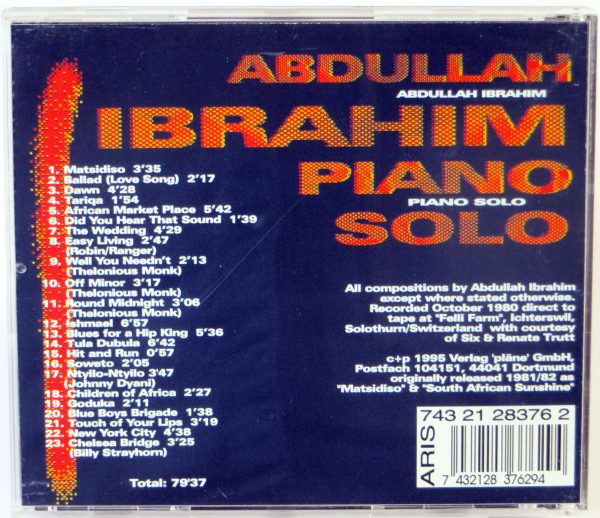 ABDULLAH
ABDULLAH IBRAHIM
IBRAHIM
PIANO
PIANO SOLO
SOLO
1. Matsidiso 3'35
2. Ballad (Love Song) 2'17
3. Dawn 4'28
4. Tariqa 1'54
5. African Market Place 5'42
6. Did You Hear That Sound 1'39
7. The Wedding 4'29
8. Easy Living 2'47
(Robin/Ranger)
9. Well You Needn't 2'13
(Thelonious Monk)
10. Off Minor 3'17
(Thelonious Monk)
11. Round Midnight 3'06
(Thelonious Monk)
12. Ishmael 6'57
13. Blues for a Hip King 5'36
14. Tula Dubula 6'42
15. Hit and Run 0'57
16. Soweto 2'05
17. Ntyilo-Ntyilo 3'47
(Johnny Dyani)
18. Children of Africa 2'27
19. Goduka 2'11
20. Blue Boys Brigade 1'38
21. Touch of Your Lips 3'19
22. New York City 4'38
23. Chelsea Bridge 3'25
(Billy Strayhorn)
Total: 79'37
All compositions by Abdullah Ibrahim
except where stated otherwise.
Recorded October 1980 direct to
tape at "Felli Farm", Ichterswil,
Solothurn/Switzerland with courtesy
of Six & Renate Trutt
c+p 1995 Verlag 'pläne' GmbH,
Postfach 104151, 44041 Dortmund
originally released 1981/82 as
"Matsidiso" & "South African Sunshine"
ARIS
743 21 28376 2
7 432128 376294